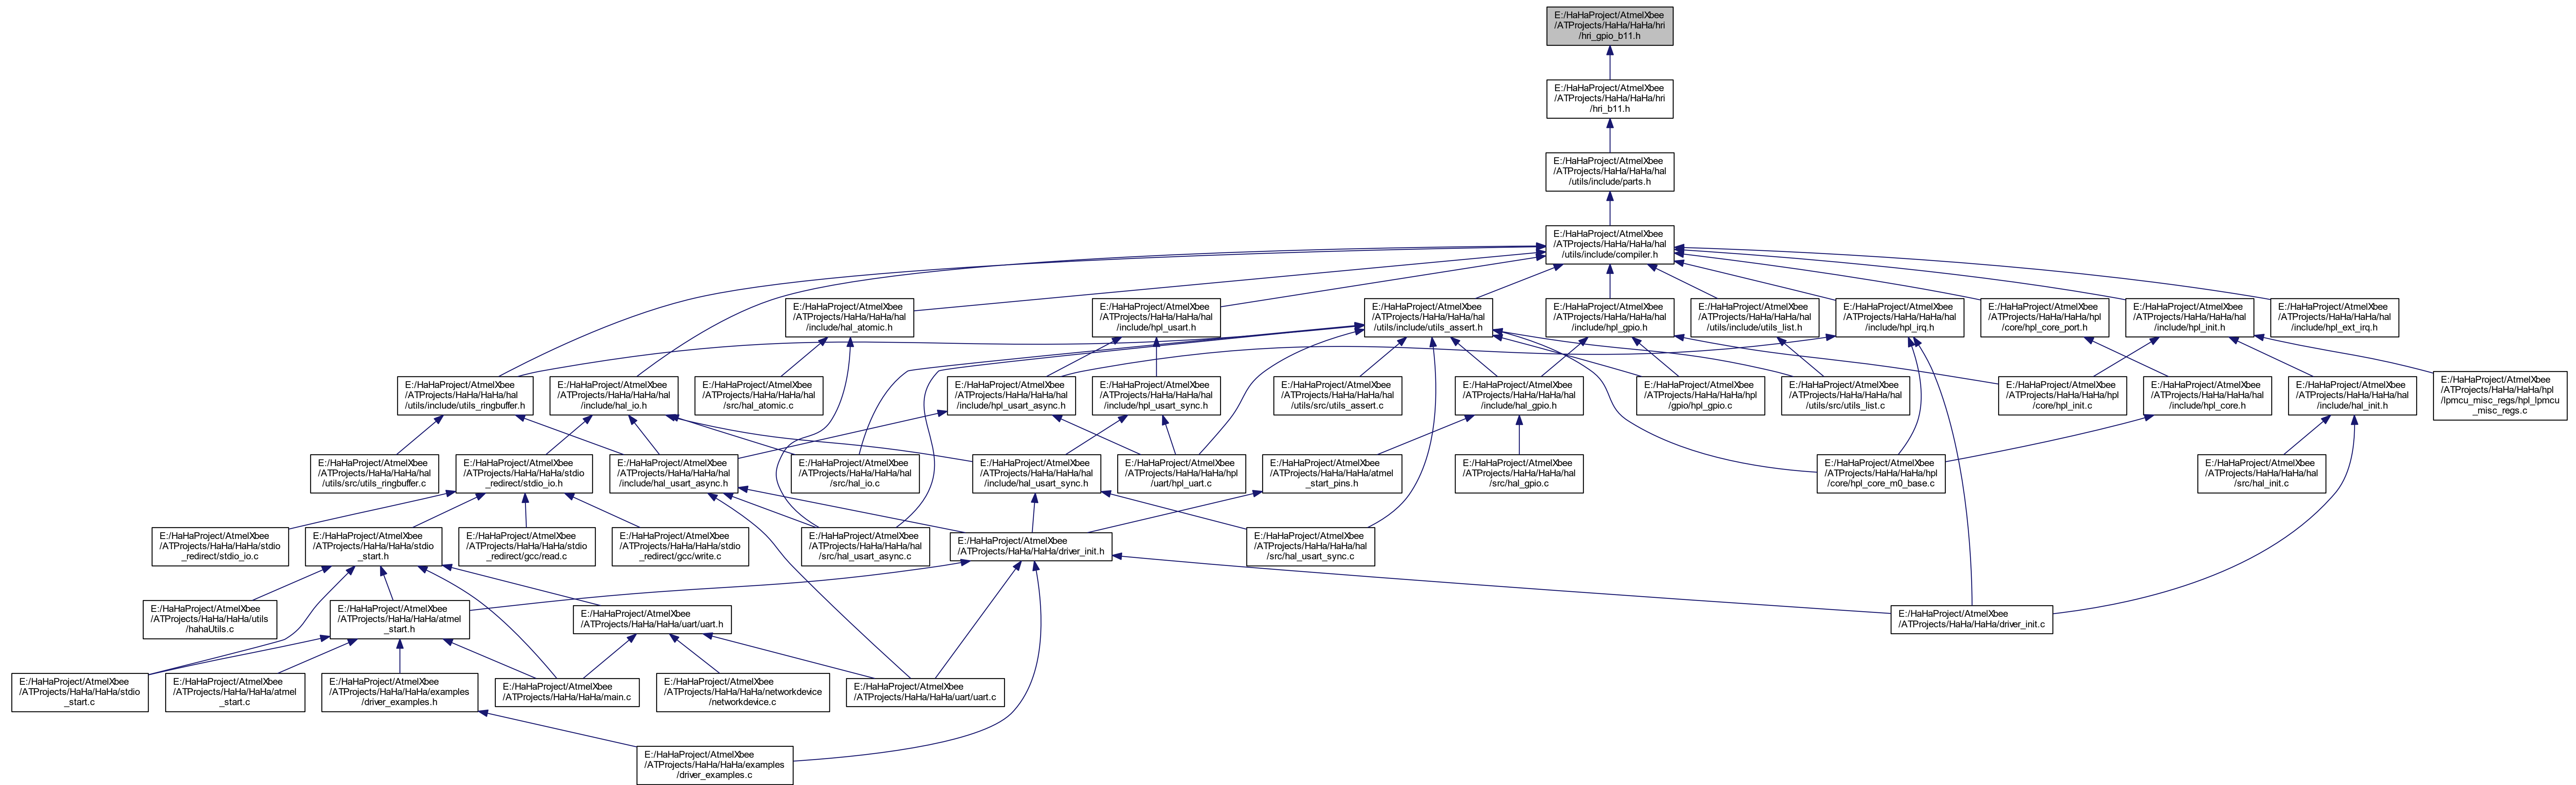 E:/HaHaProject/AtmelXbee
/ATProjects/HaHa/HaHa/hri
/hri_gpio_b11.h
E:/HaHaProject/AtmelXbee
/ATProjects/HaHa/HaHa/hri
/hri_b11.h
E:/HaHaProject/AtmelXbee
/ATProjects/HaHa/HaHa/hal
/utils/include/parts.h
E:/HaHaProject/AtmelXbee
/ATProjects/HaHa/HaHa/hal
/utils/include/compiler.h
E:/HaHaProject/AtmelXbee
/ATProjects/HaHa/HaHa/hal
/include/hal_atomic.h
E:/HaHaProject/AtmelXbee
/ATProjects/HaHa/HaHa/hal
/include/hpl_usart.h
E:/HaHaProject/AtmelXbee
/ATProjects/HaHa/HaHa/hal
/utils/include/utils_assert.h
E:/HaHaProject/AtmelXbee
/ATProjects/HaHa/HaHa/hal
/include/hpl_gpio.h
E:/HaHaProject/AtmelXbee
/ATProjects/HaHa/HaHa/hal
/utils/include/utils_list.h
E:/HaHaProject/AtmelXbee
/ATProjects/HaHa/HaHa/hal
/include/hpl_irq.h
E:/HaHaProject/AtmelXbee
/ATProjects/HaHa/HaHa/hpl
/core/hpl_core_port.h
E:/HaHaProject/AtmelXbee
/ATProjects/HaHa/HaHa/hal
/include/hpl_init.h
E:/HaHaProject/AtmelXbee
/ATProjects/HaHa/HaHa/hal
/include/hpl_ext_irq.h
E:/HaHaProject/AtmelXbee
/ATProjects/HaHa/HaHa/hal
/utils/include/utils_ringbuffer.h
E:/HaHaProject/AtmelXbee
/ATProjects/HaHa/HaHa/hal
/include/hal_io.h
E:/HaHaProject/AtmelXbee
/ATProjects/HaHa/HaHa/hal
/src/hal_atomic.c
E:/HaHaProject/AtmelXbee
/ATProjects/HaHa/HaHa/hal
/include/hpl_usart_async.h
E:/HaHaProject/AtmelXbee
/ATProjects/HaHa/HaHa/hal
/include/hpl_usart_sync.h
E:/HaHaProject/AtmelXbee
/ATProjects/HaHa/HaHa/hal
/utils/src/utils_assert.c
E:/HaHaProject/AtmelXbee
/ATProjects/HaHa/HaHa/hal
/include/hal_gpio.h
E:/HaHaProject/AtmelXbee
/ATProjects/HaHa/HaHa/hpl
/gpio/hpl_gpio.c
E:/HaHaProject/AtmelXbee
/ATProjects/HaHa/HaHa/hal
/utils/src/utils_list.c
E:/HaHaProject/AtmelXbee
/ATProjects/HaHa/HaHa/hpl
/core/hpl_init.c
E:/HaHaProject/AtmelXbee
/ATProjects/HaHa/HaHa/hal
/include/hpl_core.h
E:/HaHaProject/AtmelXbee
/ATProjects/HaHa/HaHa/hal
/include/hal_init.h
E:/HaHaProject/AtmelXbee
/ATProjects/HaHa/HaHa/hpl
/lpmcu_misc_regs/hpl_lpmcu
_misc_regs.c
E:/HaHaProject/AtmelXbee
/ATProjects/HaHa/HaHa/hal
/utils/src/utils_ringbuffer.c
E:/HaHaProject/AtmelXbee
/ATProjects/HaHa/HaHa/stdio
_redirect/stdio_io.h
E:/HaHaProject/AtmelXbee
/ATProjects/HaHa/HaHa/hal
/include/hal_usart_async.h
E:/HaHaProject/AtmelXbee
/ATProjects/HaHa/HaHa/hal
/src/hal_io.c
E:/HaHaProject/AtmelXbee
/ATProjects/HaHa/HaHa/hal
/include/hal_usart_sync.h
E:/HaHaProject/AtmelXbee
/ATProjects/HaHa/HaHa/hpl
/uart/hpl_uart.c
E:/HaHaProject/AtmelXbee
/ATProjects/HaHa/HaHa/atmel
_start_pins.h
E:/HaHaProject/AtmelXbee
/ATProjects/HaHa/HaHa/hal
/src/hal_gpio.c
E:/HaHaProject/AtmelXbee
/ATProjects/HaHa/HaHa/hpl
/core/hpl_core_m0_base.c
E:/HaHaProject/AtmelXbee
/ATProjects/HaHa/HaHa/hal
/src/hal_init.c
E:/HaHaProject/AtmelXbee
/ATProjects/HaHa/HaHa/stdio
_redirect/stdio_io.c
E:/HaHaProject/AtmelXbee
/ATProjects/HaHa/HaHa/stdio
_start.h
E:/HaHaProject/AtmelXbee
/ATProjects/HaHa/HaHa/stdio
_redirect/gcc/read.c
E:/HaHaProject/AtmelXbee
/ATProjects/HaHa/HaHa/stdio
_redirect/gcc/write.c
E:/HaHaProject/AtmelXbee
/ATProjects/HaHa/HaHa/hal
/src/hal_usart_async.c
E:/HaHaProject/AtmelXbee
/ATProjects/HaHa/HaHa/driver_init.h
E:/HaHaProject/AtmelXbee
/ATProjects/HaHa/HaHa/hal
/src/hal_usart_sync.c
E:/HaHaProject/AtmelXbee
/ATProjects/HaHa/HaHa/utils
/hahaUtils.c
E:/HaHaProject/AtmelXbee
/ATProjects/HaHa/HaHa/atmel
_start.h
E:/HaHaProject/AtmelXbee
/ATProjects/HaHa/HaHa/uart/uart.h
E:/HaHaProject/AtmelXbee
/ATProjects/HaHa/HaHa/driver_init.c
E:/HaHaProject/AtmelXbee
/ATProjects/HaHa/HaHa/stdio
_start.c
E:/HaHaProject/AtmelXbee
/ATProjects/HaHa/HaHa/atmel
_start.c
E:/HaHaProject/AtmelXbee
/ATProjects/HaHa/HaHa/examples
/driver_examples.h
E:/HaHaProject/AtmelXbee
/ATProjects/HaHa/HaHa/main.c
E:/HaHaProject/AtmelXbee
/ATProjects/HaHa/HaHa/networkdevice
/networkdevice.c
E:/HaHaProject/AtmelXbee
/ATProjects/HaHa/HaHa/uart/uart.c
E:/HaHaProject/AtmelXbee
/ATProjects/HaHa/HaHa/examples
/driver_examples.c